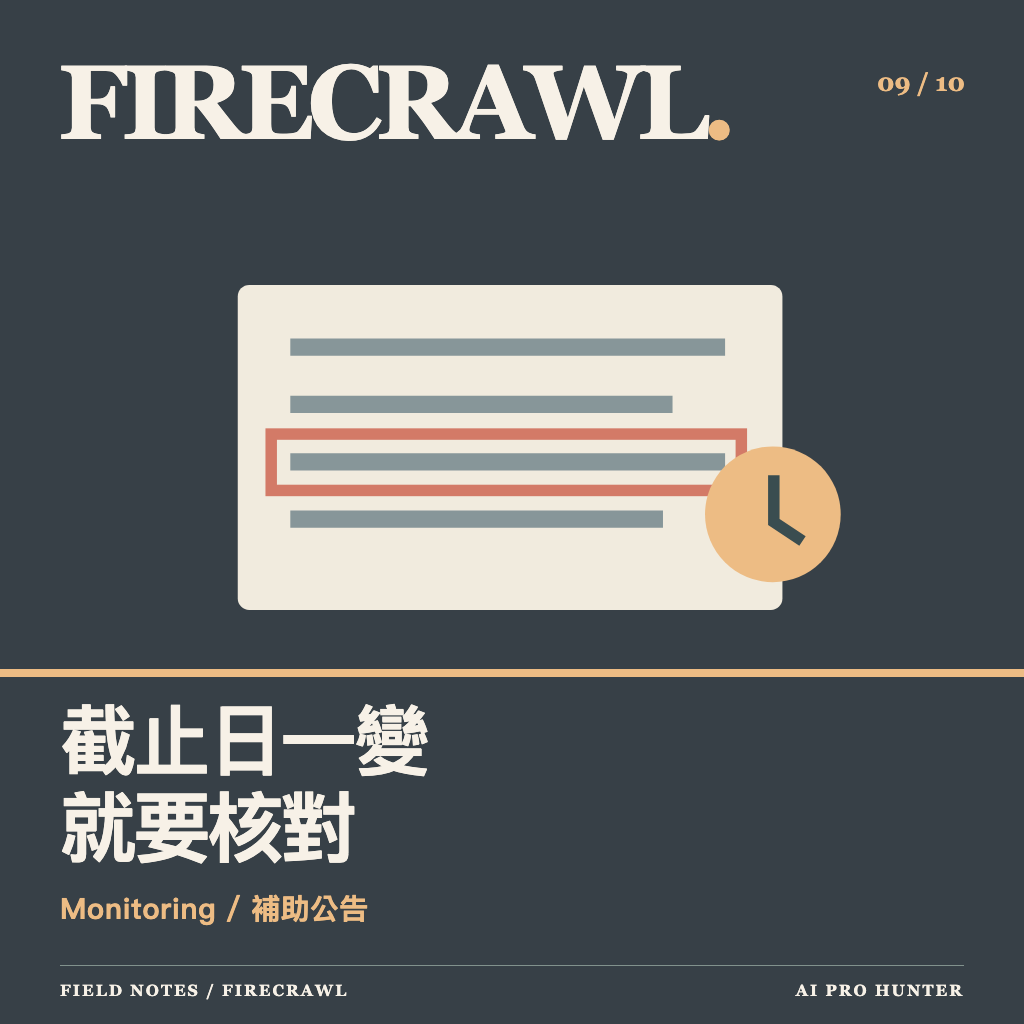 FIRECRAWL.
09 / 10
截止日一變
就要核對
Monitoring / 補助公告
FIELD NOTES / FIRECRAWL
AI PRO HUNTER